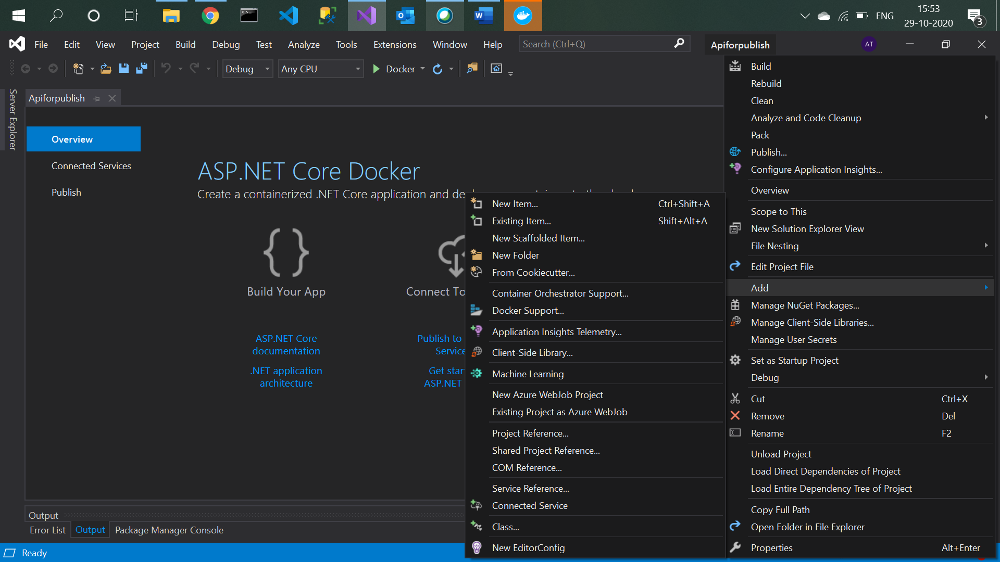 ENG
15:53
29-10-2020
3
File Edit View Project Build Debug Test Analyze Tools Extensions Window Help
Search (Ctrl+Q)
Apiforpublish
AT
Debug
Any CPU
Docker
Server Explorer
Apiforpublish
Overview
Connected Services
Publish
ASP.NET Core Docker
Create a containerized .NET Core application and de
Build Your App
Connect To
ASP.NET Core
documentation
.NET application
architecture
Publish to
Service
Get star
ASP.NET
New Item... Ctrl+Shift+A
Existing Item... Shift+Alt+A
New Scaffolded Item...
New Folder
From Cookiecutter...
Container Orchestrator Support...
Docker Support...
Application Insights Telemetry...
Client-Side Library...
Machine Learning
New Azure WebJob Project
Existing Project as Azure WebJob
Project Reference...
Shared Project Reference...
COM Reference...
Service Reference...
Connected Service
Class...
New EditorConfig
Build
Rebuild
Clean
Analyze and Code Cleanup
Pack
Publish...
Configure Application Insights...
Overview
Scope to This
New Solution Explorer View
File Nesting
Edit Project File
Add
Manage NuGet Packages...
Manage Client-Side Libraries...
Manage User Secrets
Set as Startup Project
Debug
Cut Ctrl+X
Remove Del
Rename F2
Unload Project
Load Direct Dependencies of Project
Load Entire Dependency Tree of Project
Copy Full Path
Open Folder in File Explorer
Properties Alt+Enter
Output
Error List Output Package Manager Console
Ready